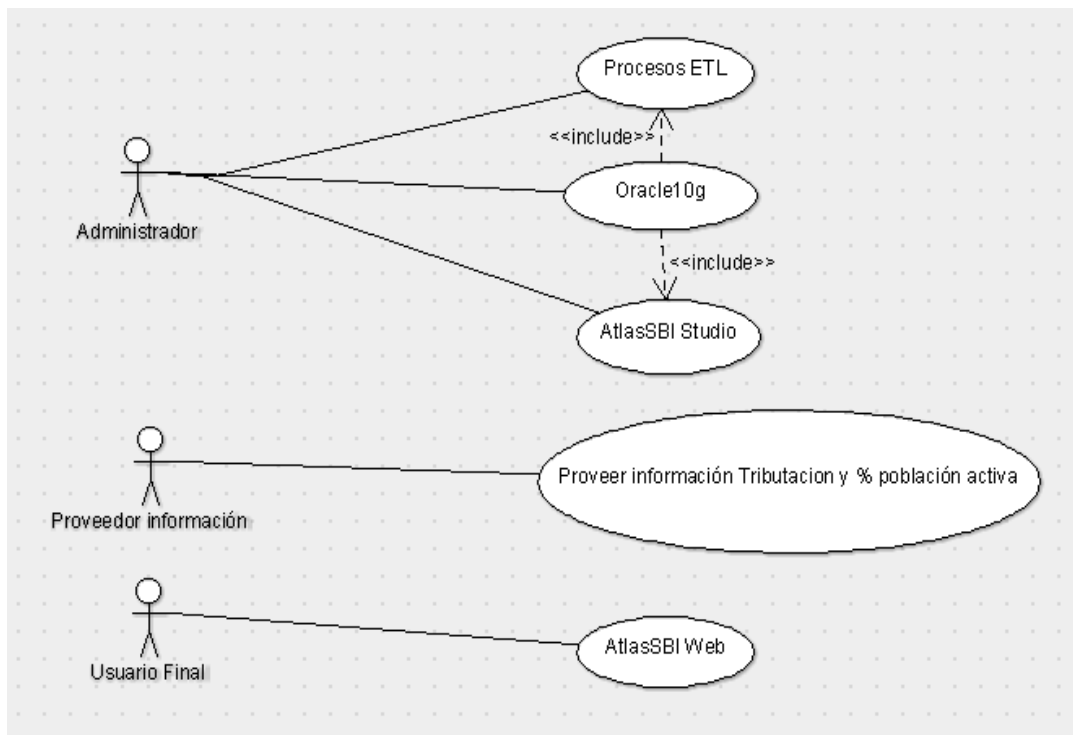 Procesos ETL
<<include>>
Oracle10g
Administrador
<<include>>
AtlasSBI Studio
Proveer información Tributacion y % población activa
Proveedor información
AtlasSBI Web
Usuario Final